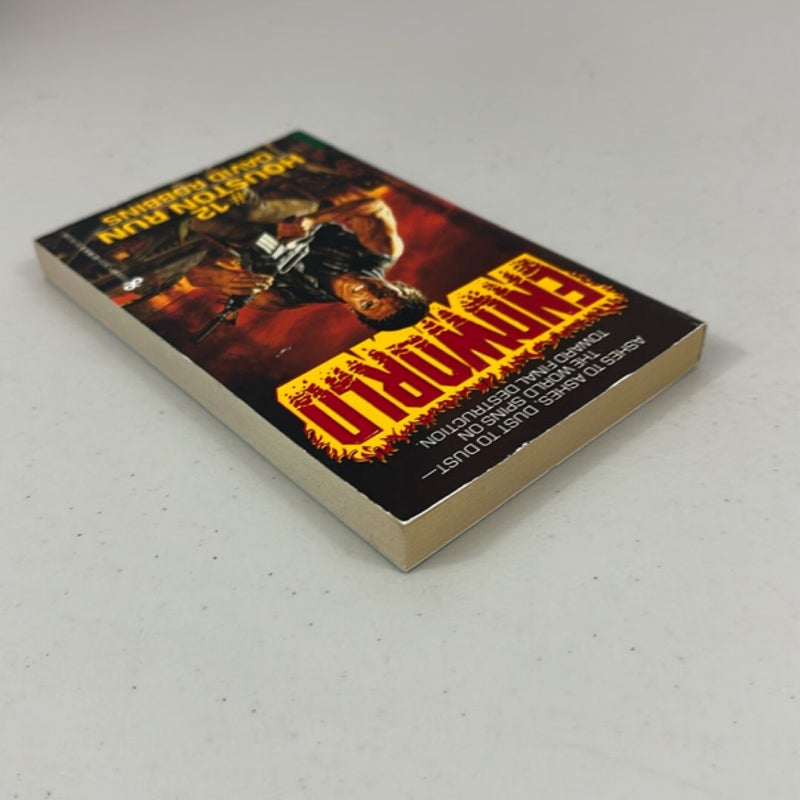 ASHES TO ASHES, DUST TO DUST—
THE WORLD SPINS ON
TOWARD FINAL DESTRUCTION
ENDWORLD
#12
HOUSTON RUN
DAVID ROBBINS